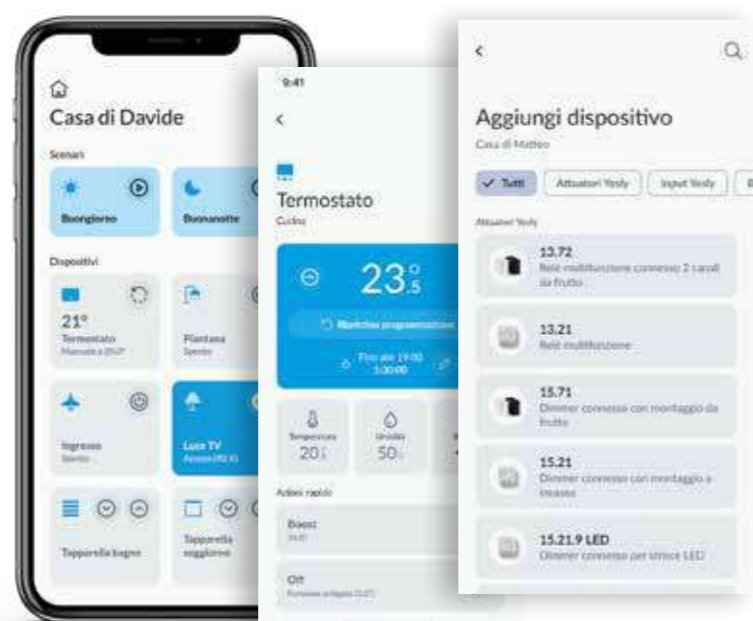 Casa di Davide
Scenari
Buongiorno
Buonanotte
Dispositivi
21°
Termostato
Piantana
Spento
Ingresso
Spento
Luce TV
Tapparella bagno
Tapparella
soggiorno
9:41
Termostato
Cucina
23°5
Ripristina programmazione
Fino alle 19:00
1:30:00
Temperatura
20
Umidità
50
Azioni rapide
Boost
Off
Aggiungi dispositivo
Casa di Matteo
Tutti
Attuatori Yesly
Input Yesly
Attuatori Yesly
13.72
Relè multifunzione connesso 2 canali
da frutto
13.21
Relè multifunzione
15.71
Dimmer connesso con montaggio da
frutto
15.21
Dimmer connesso con montaggio a
incasso
15.21.9 LED
Dimmer connesso per strisce LED